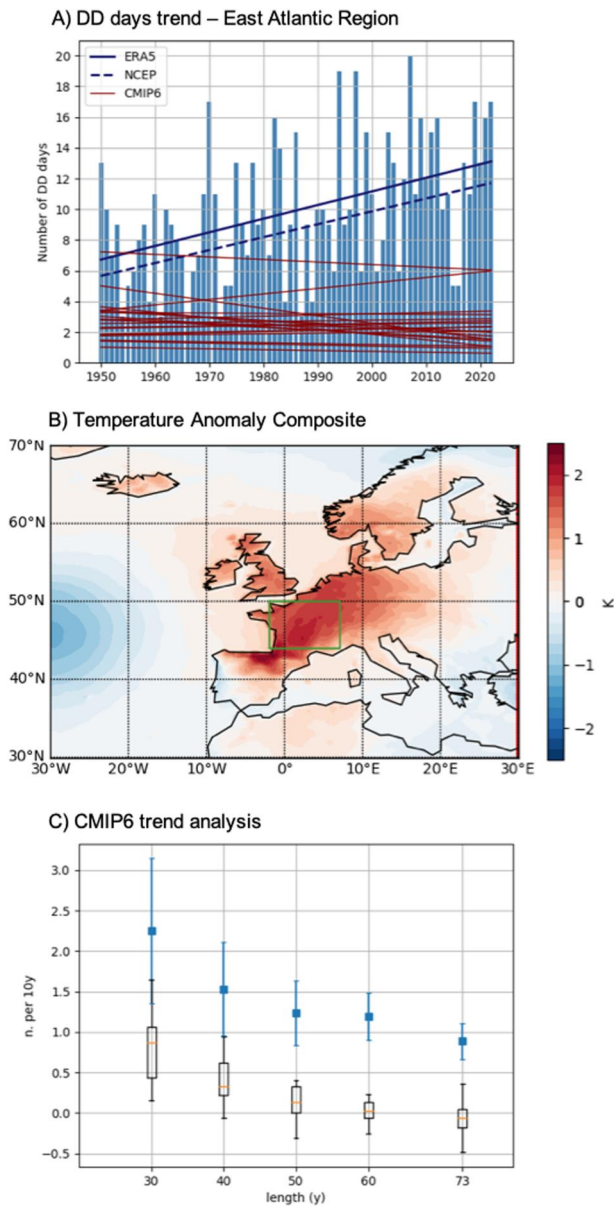 A) DD days trend – East Atlantic Region
20
18
16
14
12
10
8
6
4
2
0
Number of DD days
ERA5
NCEP
CMIP6
1950 1960 1970 1980 1990 2000 2010 2020
B) Temperature Anomaly Composite
70°N
60°N
50°N
40°N
30°N
30°W 20°W 10°W 0° 10°E 20°E 30°E
2
1
0
−1
−2
K
C) CMIP6 trend analysis
3.0
2.5
2.0
1.5
1.0
0.5
0.0
−0.5
n. per 10y
30 40 50 60 73
length (y)